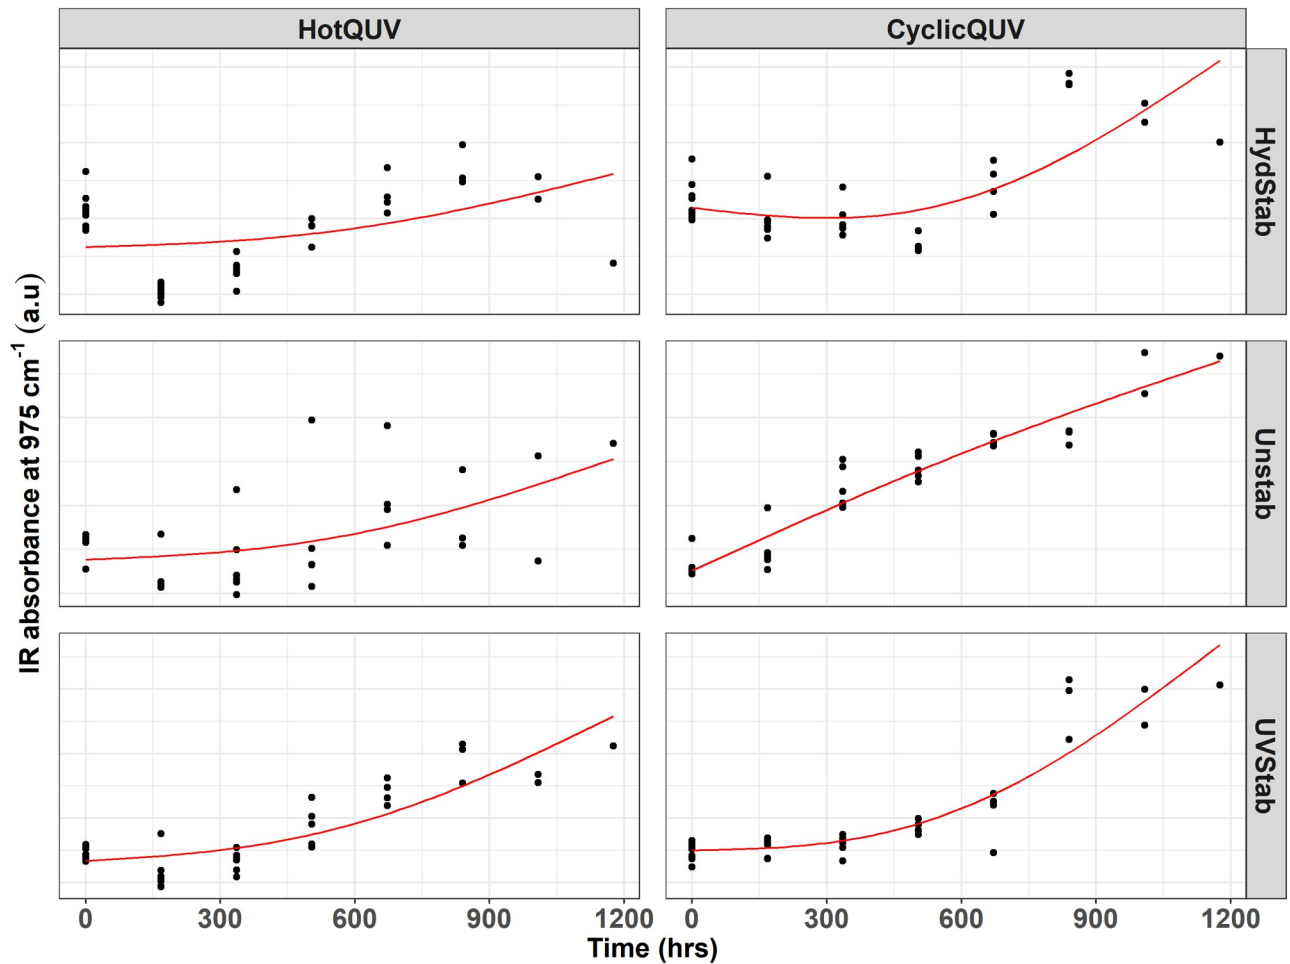 HotQUV
CyclicQUV
HydStab
Unstab
UVStab
IR absorbance at 975 cm⁻¹ (a.u)
0 300 600 900 1200
0 300 600 900 1200
Time (hrs)